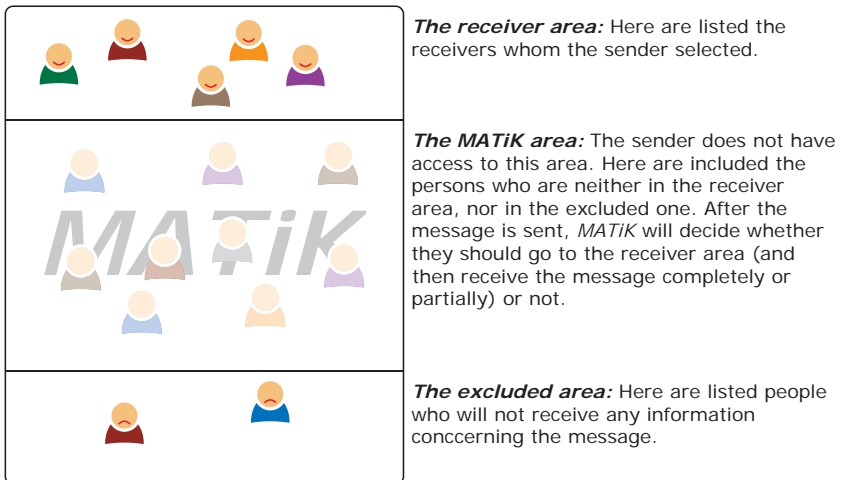 The receiver area: Here are listed the
receivers whom the sender selected.
MATiK
The MATiK area: The sender does not have
access to this area. Here are included the
persons who are neither in the receiver
area, nor in the excluded one. After the
message is sent, MATiK will decide whether
they should go to the receiver area (and
then receive the message completely or
partially) or not.
The excluded area: Here are listed people
who will not receive any information
conccerning the message.